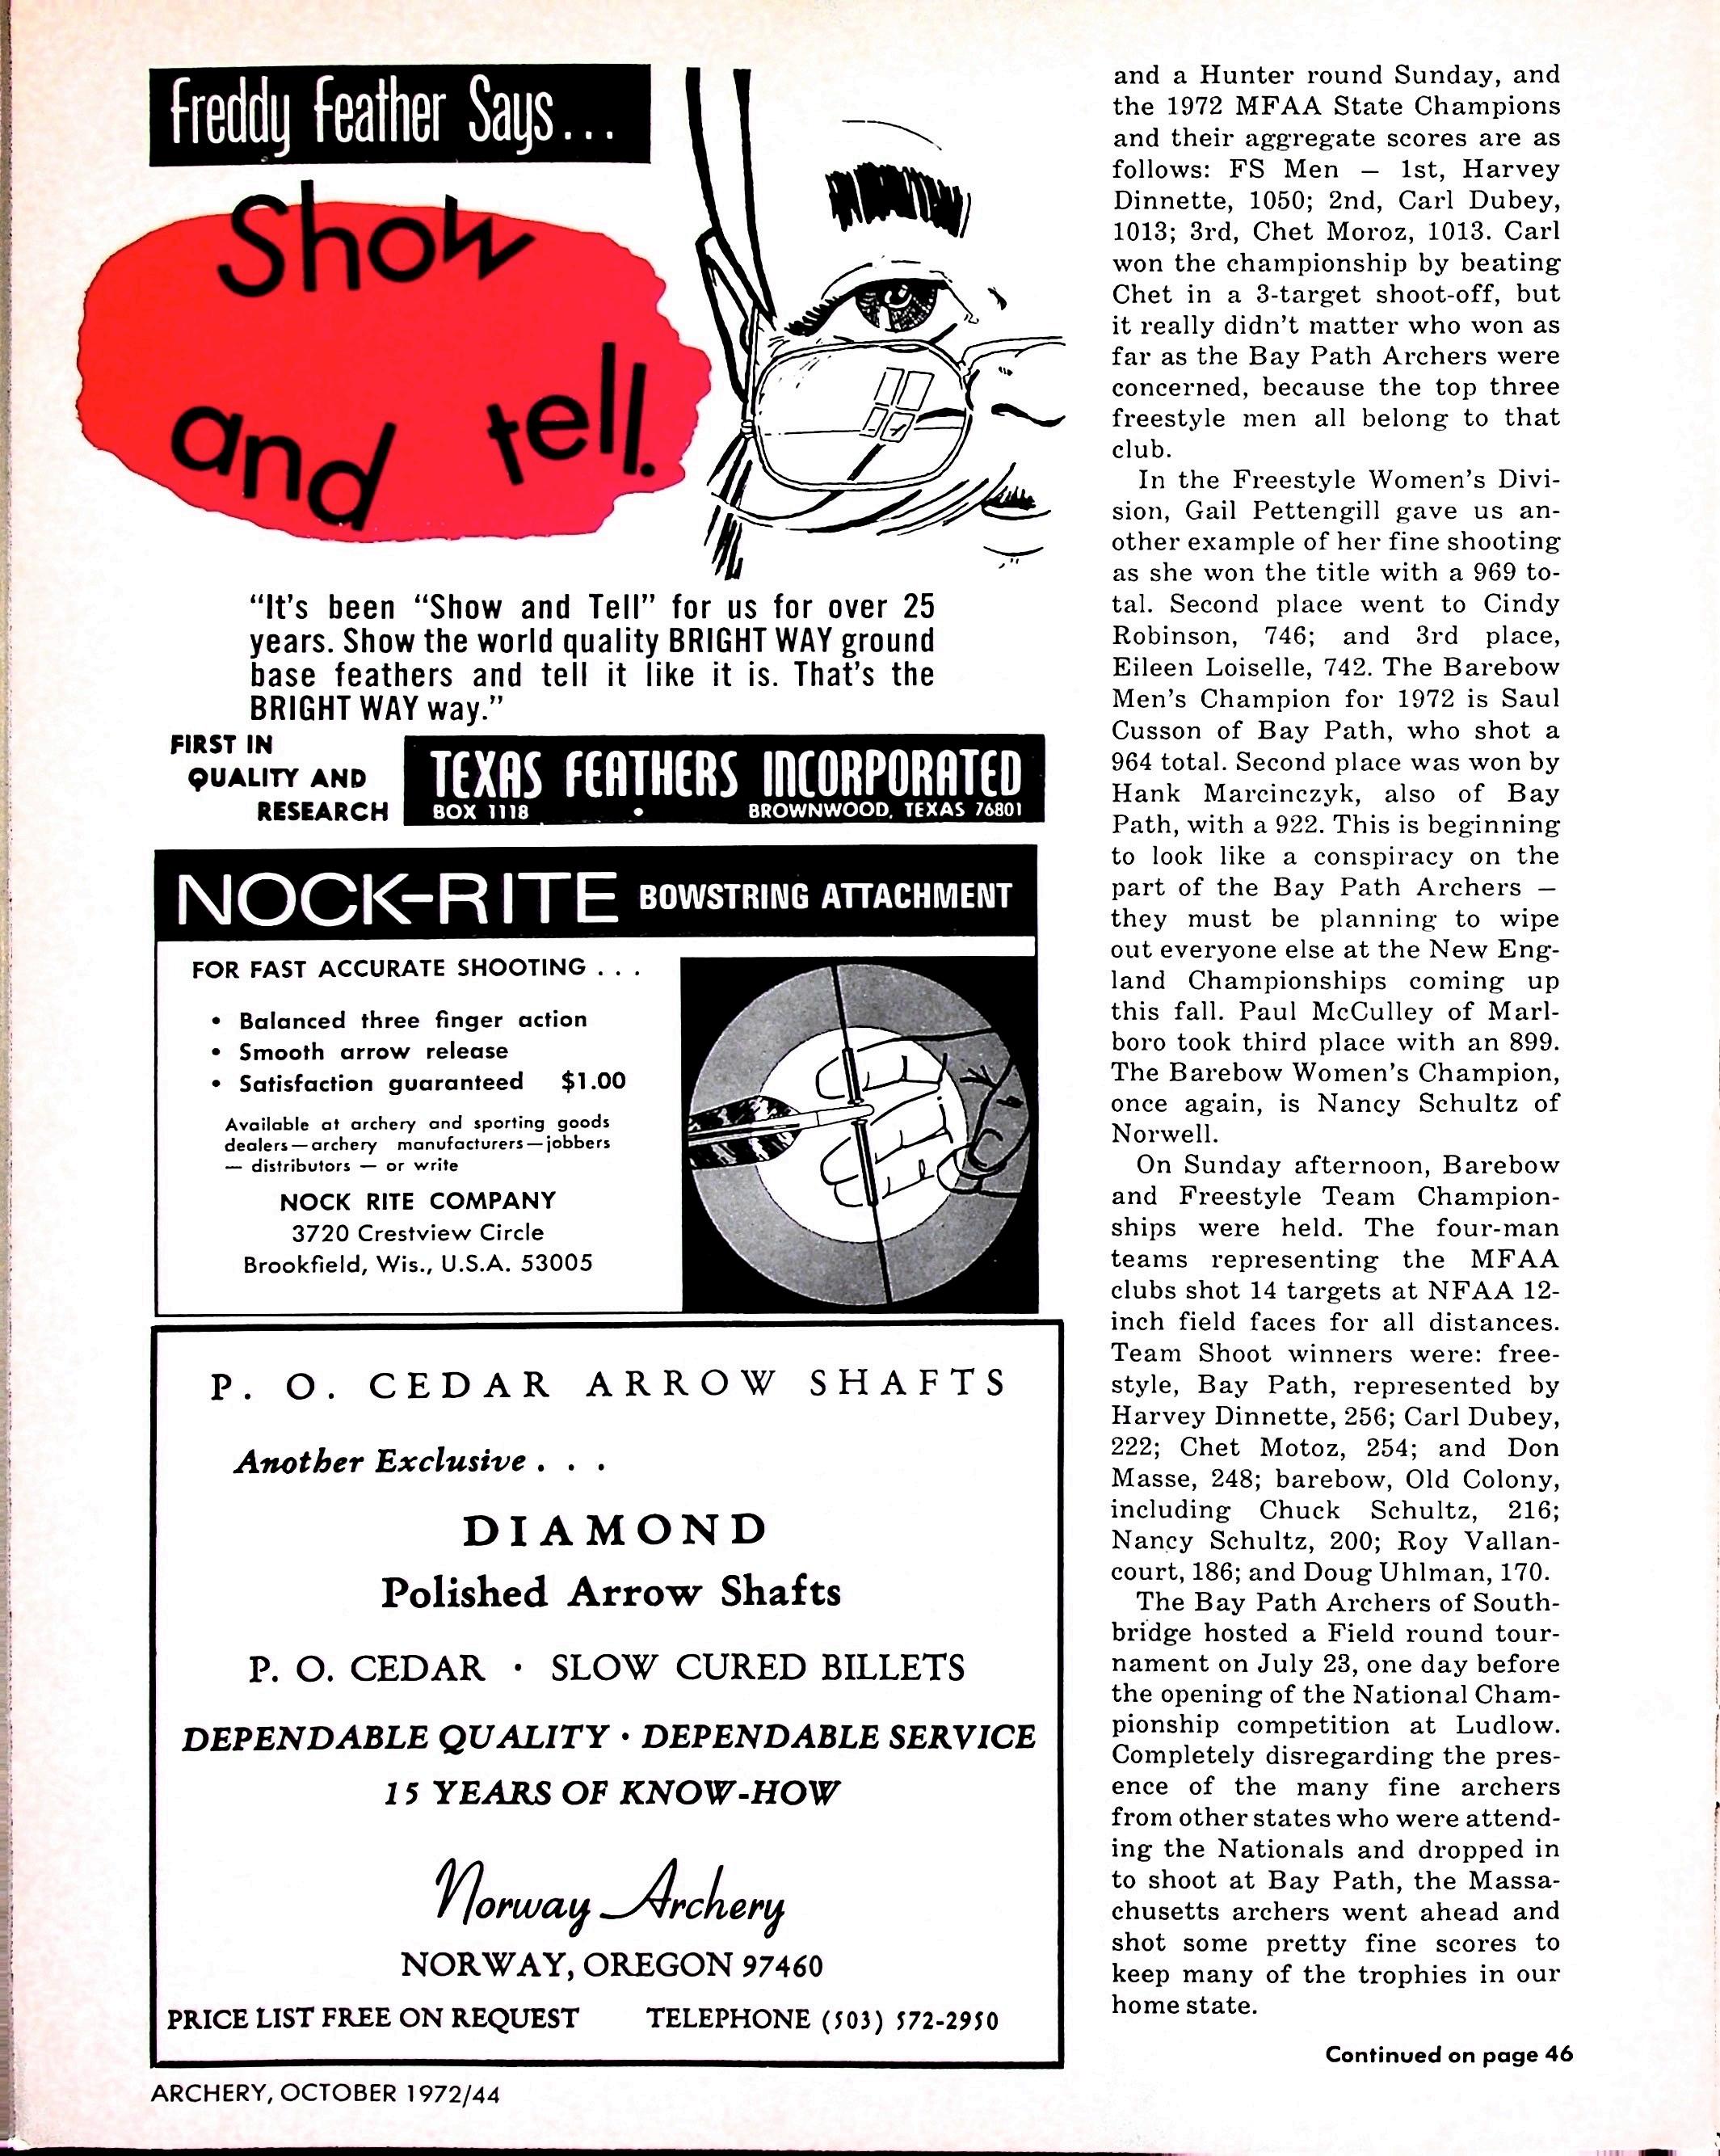 Freddy Feather Says...
Show
and tell.
"It's been "Show and Tell" for us for over 25
years. Show the world quality BRIGHT WAY ground
base feathers and tell it like it is. That's the
BRIGHT WAY way."
FIRST IN
QUALITY AND
RESEARCH
TEXAS FEATHERS INCORPORATED
BOX 1118 • BROWNWOOD, TEXAS 76801
NOCK-RITE BOWSTRING ATTACHMENT
FOR FAST ACCURATE SHOOTING . . .
• Balanced three finger action
• Smooth arrow release
• Satisfaction guaranteed $1.00
Available at archery and sporting goods
dealers—archery manufacturers—jobbers
— distributors — or write
NOCK RITE COMPANY
3720 Crestview Circle
Brookfield, Wis., U.S.A. 53005
P. O. CEDAR ARROW SHAFTS
Another Exclusive . . .
DIAMOND
Polished Arrow Shafts
P. O. CEDAR · SLOW CURED BILLETS
DEPENDABLE QUALITY · DEPENDABLE SERVICE
15 YEARS OF KNOW-HOW
Norway Archery
NORWAY, OREGON 97460
PRICE LIST FREE ON REQUEST TELEPHONE (503) 572-2950
and a Hunter round Sunday, and
the 1972 MFAA State Champions
and their aggregate scores are as
follows: FS Men — 1st, Harvey
Dinnette, 1050; 2nd, Carl Dubey,
1013; 3rd, Chet Moroz, 1013. Carl
won the championship by beating
Chet in a 3-target shoot-off, but
it really didn't matter who won as
far as the Bay Path Archers were
concerned, because the top three
freestyle men all belong to that
club.
In the Freestyle Women's Divi-
sion, Gail Pettengill gave us an-
other example of her fine shooting
as she won the title with a 969 to-
tal. Second place went to Cindy
Robinson, 746; and 3rd place,
Eileen Loiselle, 742. The Barebow
Men's Champion for 1972 is Saul
Cusson of Bay Path, who shot a
964 total. Second place was won by
Hank Marcinczyk, also of Bay
Path, with a 922. This is beginning
to look like a conspiracy on the
part of the Bay Path Archers —
they must be planning to wipe
out everyone else at the New Eng-
land Championships coming up
this fall. Paul McCulley of Marl-
boro took third place with an 899.
The Barebow Women's Champion,
once again, is Nancy Schultz of
Norwell.
On Sunday afternoon, Barebow
and Freestyle Team Champion-
ships were held. The four-man
teams representing the MFAA
clubs shot 14 targets at NFAA 12-
inch field faces for all distances.
Team Shoot winners were: free-
style, Bay Path, represented by
Harvey Dinnette, 256; Carl Dubey,
222; Chet Motoz, 254; and Don
Masse, 248; barebow, Old Colony,
including Chuck Schultz, 216;
Nancy Schultz, 200; Roy Vallan-
court, 186; and Doug Uhlman, 170.
The Bay Path Archers of South-
bridge hosted a Field round tour-
nament on July 23, one day before
the opening of the National Cham-
pionship competition at Ludlow.
Completely disregarding the pres-
ence of the many fine archers
from other states who were attend-
ing the Nationals and dropped in
to shoot at Bay Path, the Massa-
chusetts archers went ahead and
shot some pretty fine scores to
keep many of the trophies in our
home state.
Continued on page 46
ARCHERY, OCTOBER 1972/44